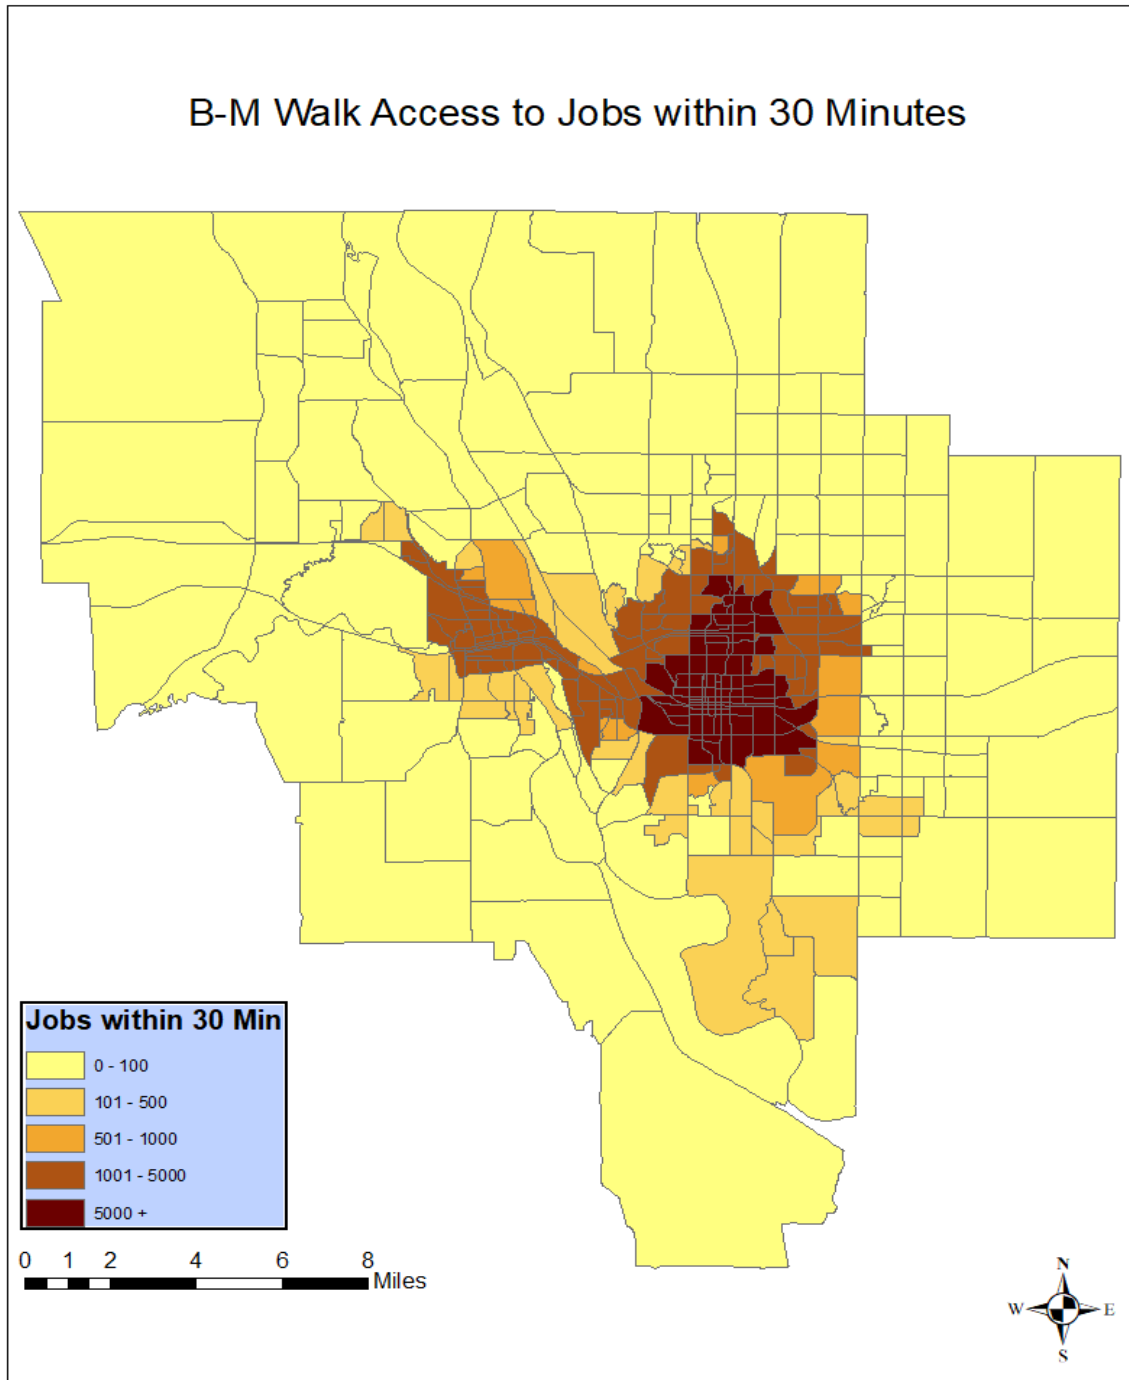 B-M Walk Access to Jobs within 30 Minutes
Jobs within 30 Min
0 - 100
101 - 500
501 - 1000
1001 - 5000
5000 +
0 1 2 4 6 8
Miles
N
W E
S